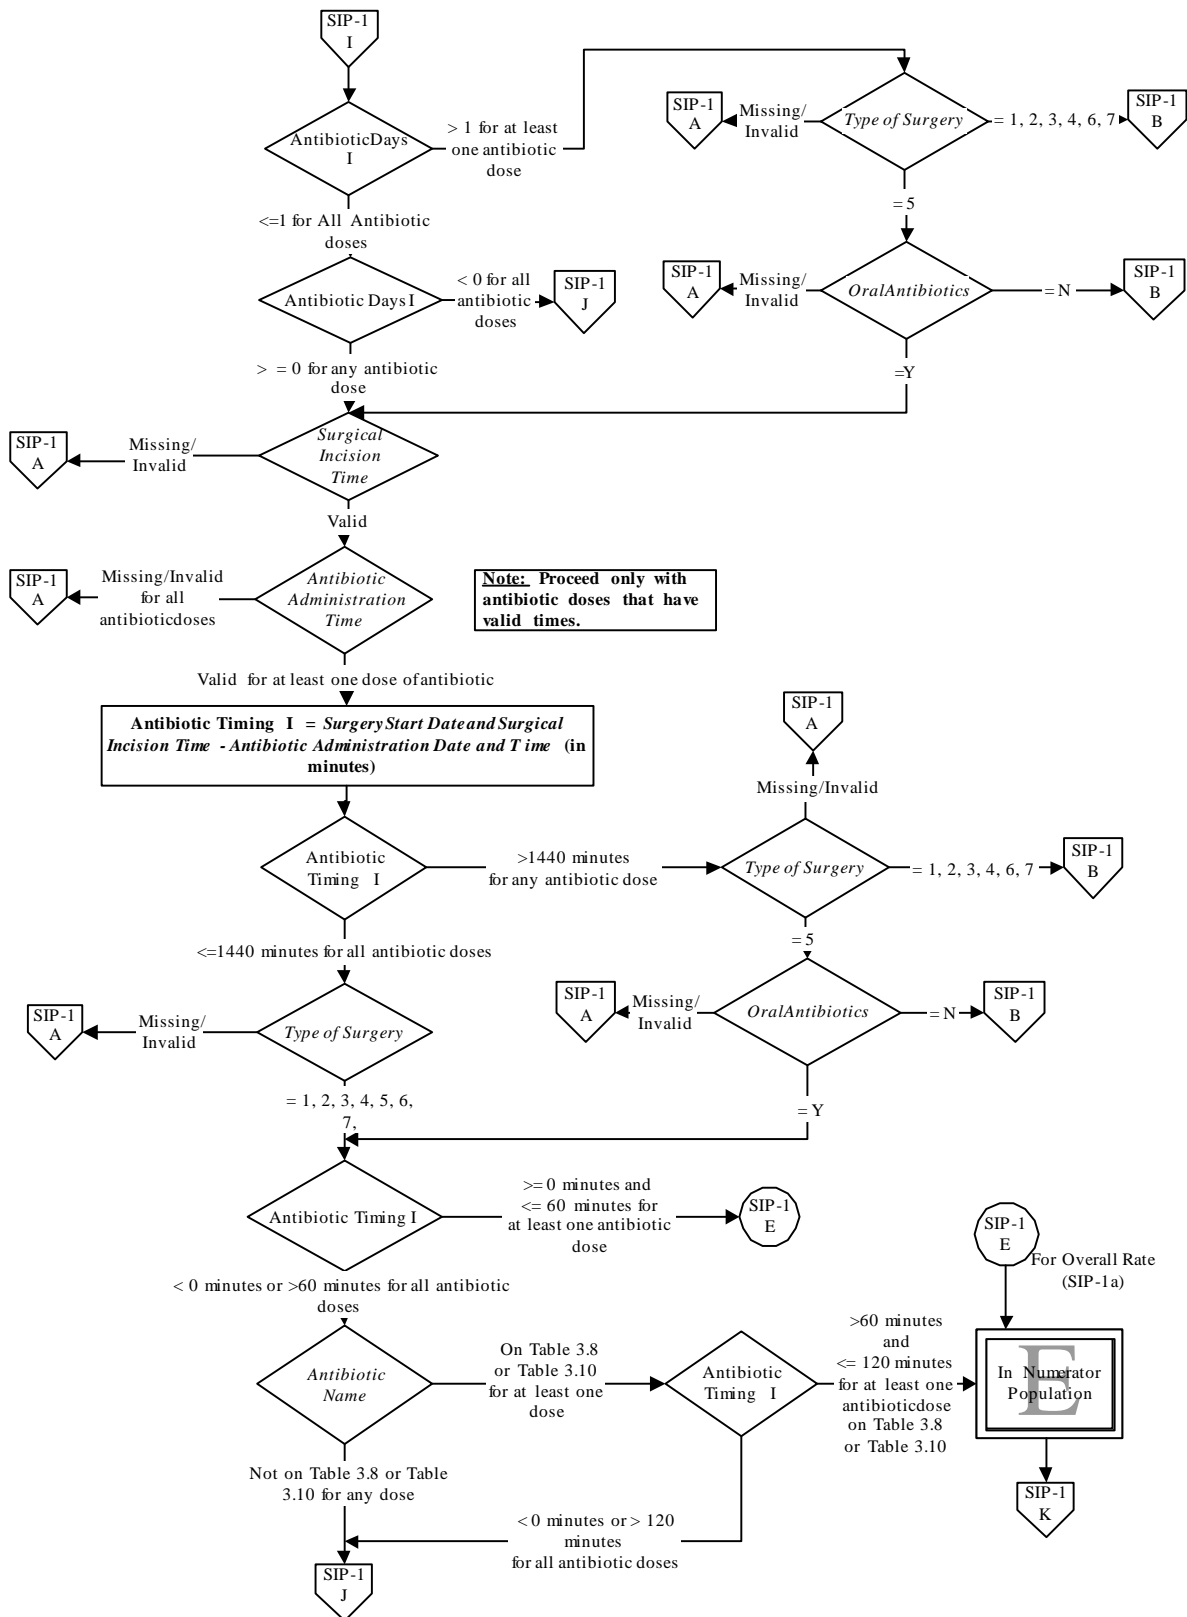 SIP-1
I
AntibioticDays
I
> 1 for at least
one antibiotic
dose
SIP-1
A
Missing/
Invalid
Type of Surgery
= 1, 2, 3, 4, 6, 7
SIP-1
B
= 5
<=1 for All Antibiotic
doses
Antibiotic Days I
< 0 for all
antibiotic
doses
SIP-1
J
SIP-1
A
Missing/
Invalid
OralAntibiotics
= N
SIP-1
B
> = 0 for any antibiotic
dose
=Y
SIP-1
A
Missing/
Invalid
Surgical
Incision
Time
Valid
SIP-1
A
Missing/Invalid
for all
antibioticdoses
Antibiotic
Administration
Time
Note: Proceed only with
antibiotic doses that have
valid times.
Valid for at least one dose of antibiotic
Antibiotic Timing I = Surgery Start Date and Surgical
Incision Time - Antibiotic Administration Date and T ime (in
minutes)
SIP-1
A
Missing/Invalid
Antibiotic
Timing I
>1440 minutes
for any antibiotic dose
Type of Surgery
= 1, 2, 3, 4, 6, 7
SIP-1
B
<=1440 minutes for all antibiotic doses
= 5
SIP-1
A
Missing/
Invalid
Type of Surgery
SIP-1
A
Missing/
Invalid
OralAntibiotics
= N
SIP-1
B
= 1, 2, 3, 4, 5, 6,
7,
= Y
Antibiotic Timing I
>= 0 minutes and
<= 60 minutes for
at least one antibiotic
dose
SIP-1
E
SIP-1
E
For Overall Rate
(SIP-1a)
< 0 minutes or >60 minutes for all antibiotic
doses
Antibiotic
Name
On Table 3.8
or Table 3.10
for at least one
dose
Antibiotic
Timing I
>60 minutes
and
<= 120 minutes
for at least one
antibioticdose
on Table 3.8
or Table 3.10
E
In Numerator
Population
Not on Table 3.8 or Table
3.10 for any dose
< 0 minutes or > 120
minutes
for all antibiotic doses
SIP-1
K
SIP-1
J